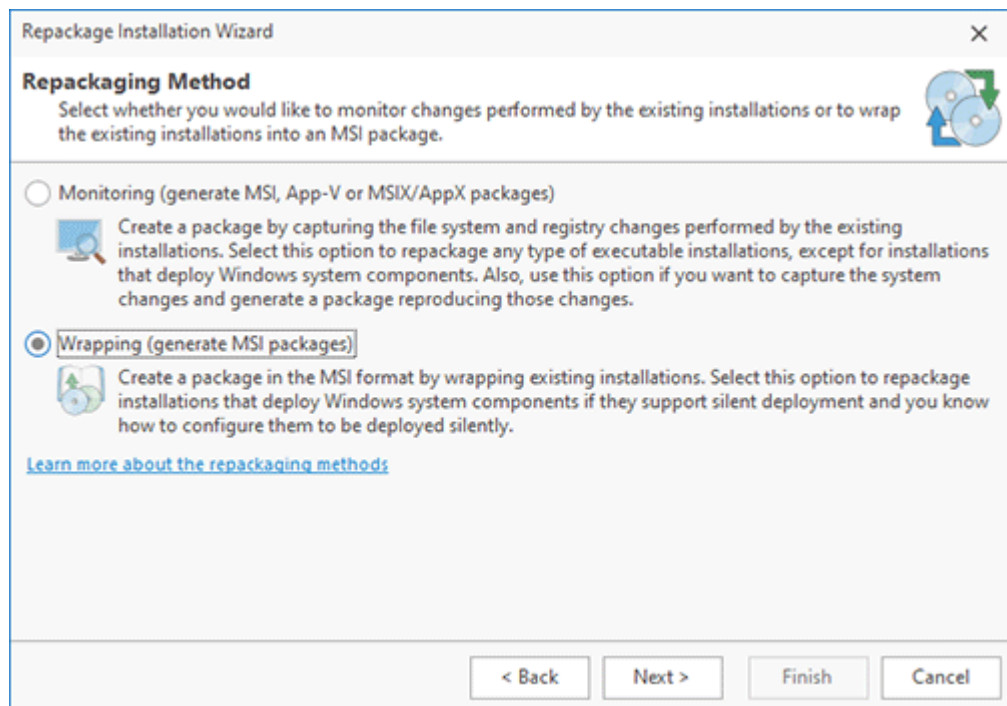 Repackage Installation Wizard
Repackaging Method
Select whether you would like to monitor changes performed by the existing installations or to wrap
the existing installations into an MSI package.
Monitoring (generate MSI, App-V or MSIX/AppX packages)
Create a package by capturing the file system and registry changes performed by the existing
installations. Select this option to repackage any type of executable installations, except for installations
that deploy Windows system components. Also, use this option if you want to capture the system
changes and generate a package reproducing those changes.
Wrapping (generate MSI packages)
Create a package in the MSI format by wrapping existing installations. Select this option to repackage
installations that deploy Windows system components if they support silent deployment and you know
how to configure them to be deployed silently.
Learn more about the repackaging methods
< Back Next > Finish Cancel